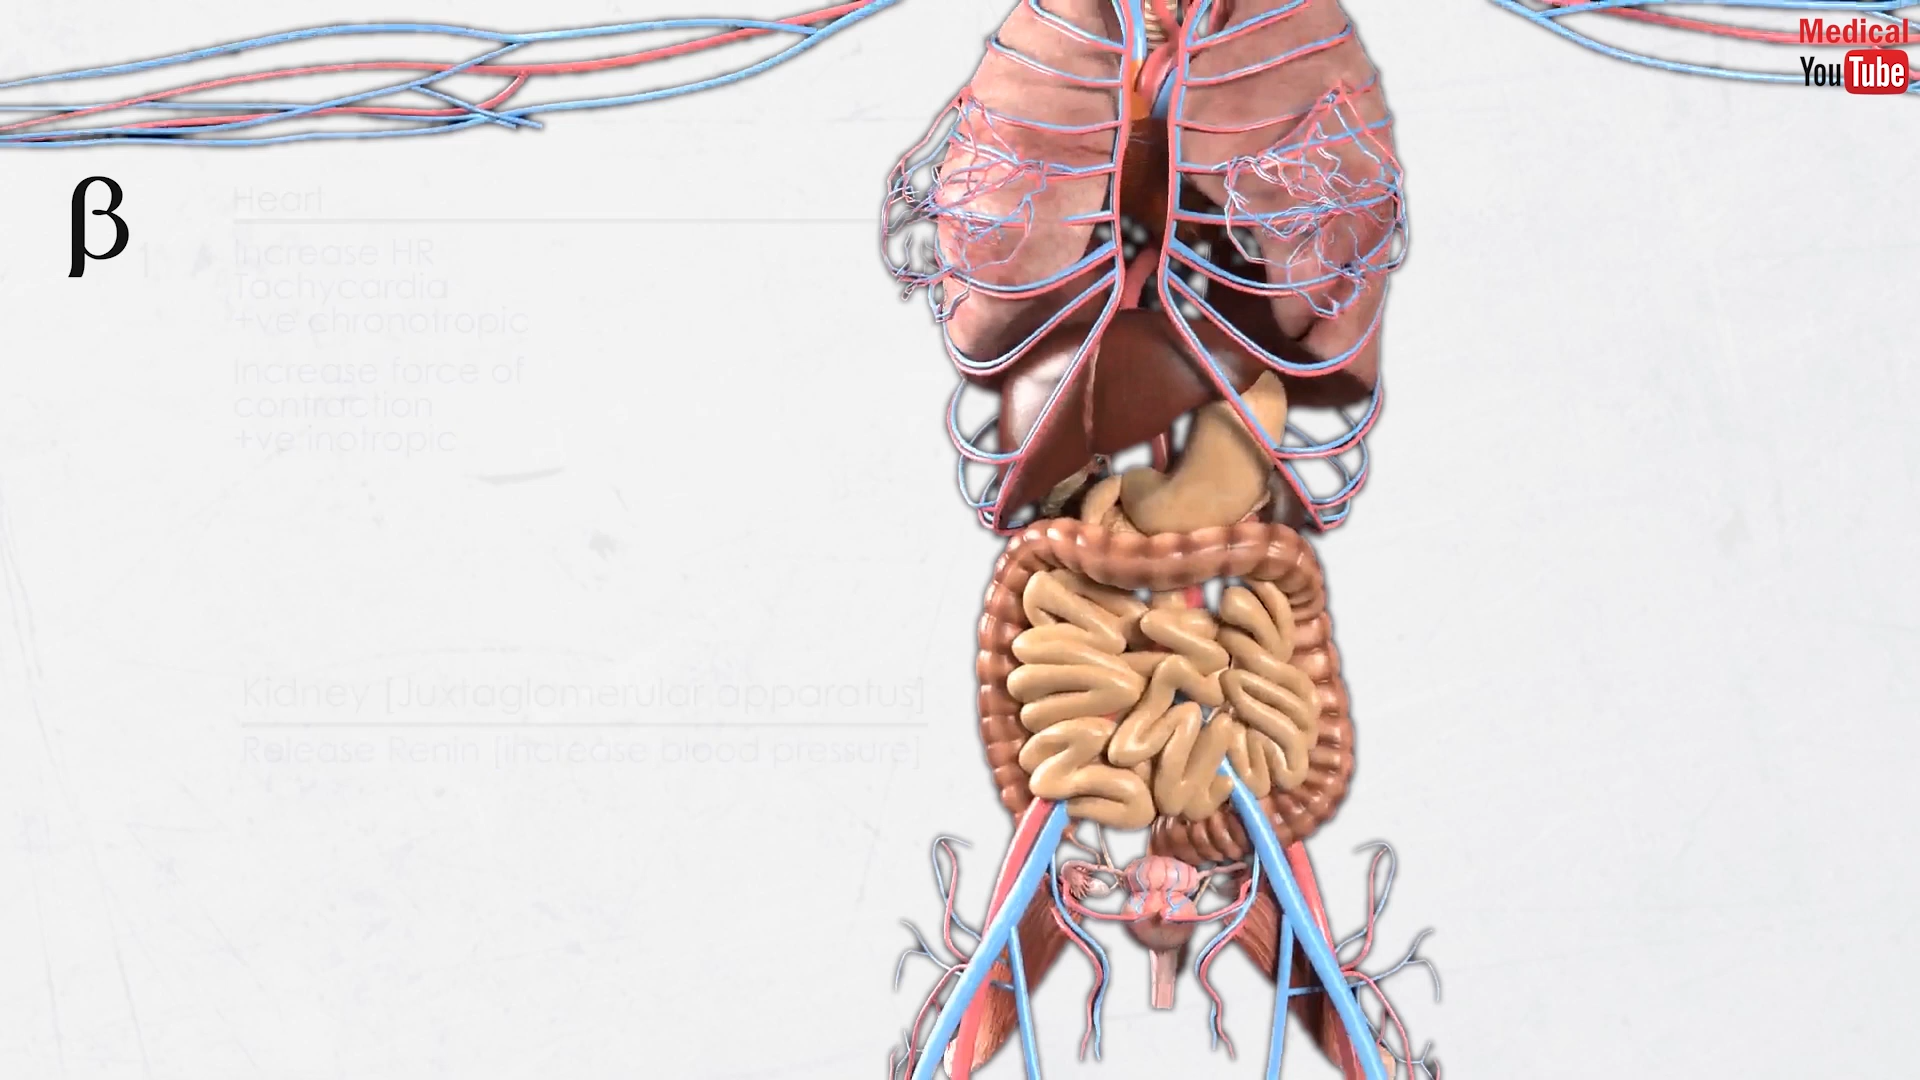 Medical
YouTube
β 1
Heart
Increase HR
Tachycardia
+ve chronotropic
Increase force of
contraction
+ve inotropic
Kidney [Juxtaglomerular apparatus]
Release Renin [increase blood pressure]